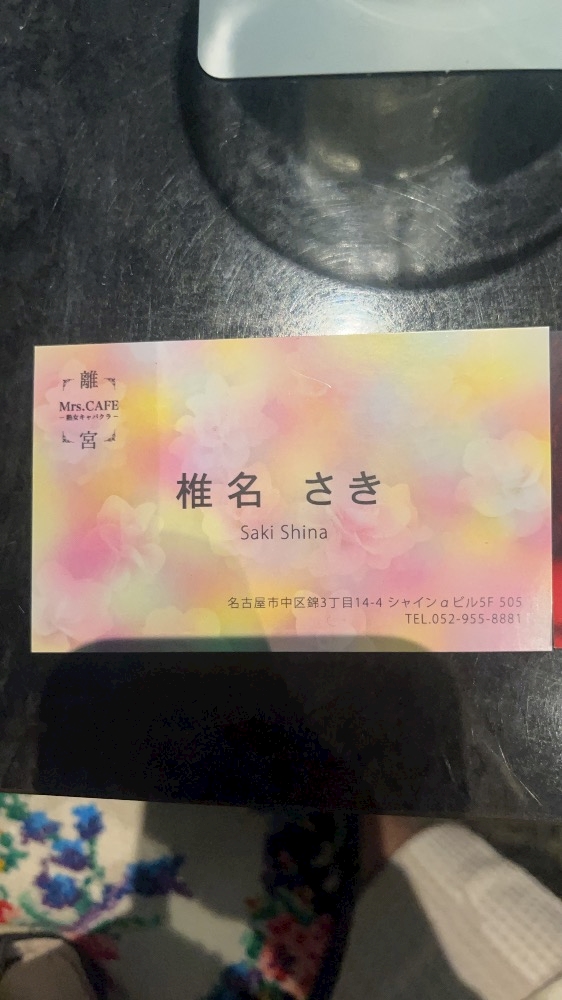 離
Mrs.CAFE
－熟女キャバクラ－
宮
椎名 さき
Saki Shina
名古屋市中区錦3丁目14-4 シャインαビル5F 505
TEL.052-955-8881